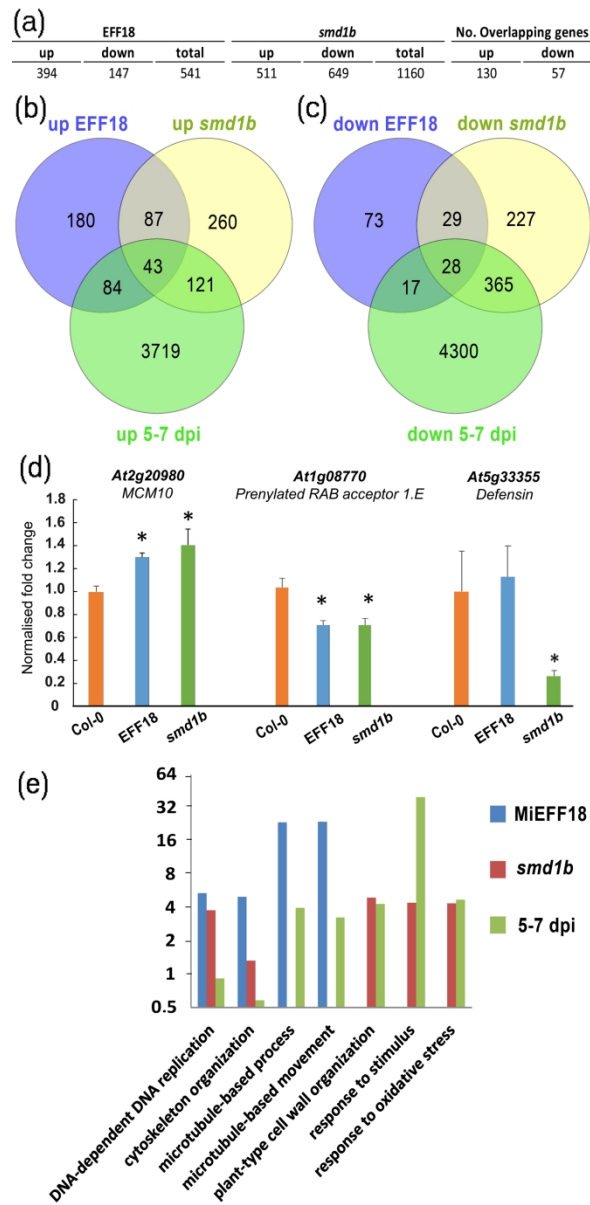 (a)
EFF18 smd1b No. Overlapping genes
up down total up down total up down
394 147 541 511 649 1160 130 57
(b)
up EFF18 up smd1b
180 87 260
43
84 121
3719
up 5-7 dpi
(c)
down EFF18 down smd1b
73 29 227
28
17 365
4300
down 5-7 dpi
(d)
At2g20980 At1g08770 At5g33355
MCM10 Prenylated RAB acceptor 1.E Defensin
Normalised fold change
1.8
1.6
1.4
1.2
1.0
0.8
0.6
0.4
0.2
0
* * * * *
Col-0 EFF18 smd1b Col-0 EFF18 smd1b Col-0 EFF18 smd1b
(e)
64
32
16
8
4
2
1
0.5
MiEFF18
smd1b
5-7 dpi
DNA-dependent DNA replication
cytoskeleton organization
microtubule-based process
microtubule-based movement
plant-type cell wall organization
response to stimulus
response to oxidative stress